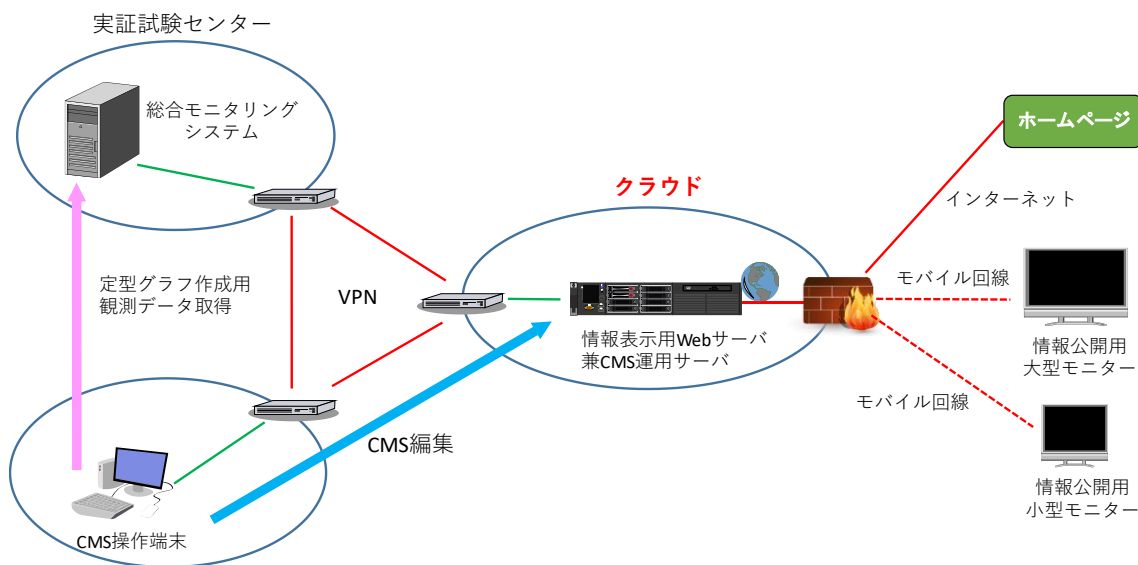 実証試験センター
総合モニタリング
システム
ホームページ
クラウド
インターネット
モバイル回線
定型グラフ作成用
観測データ取得
VPN
情報表示用Webサーバ
兼CMS運用サーバ
情報公開用
大型モニター
モバイル回線
CMS編集
情報公開用
小型モニター
CMS操作端末